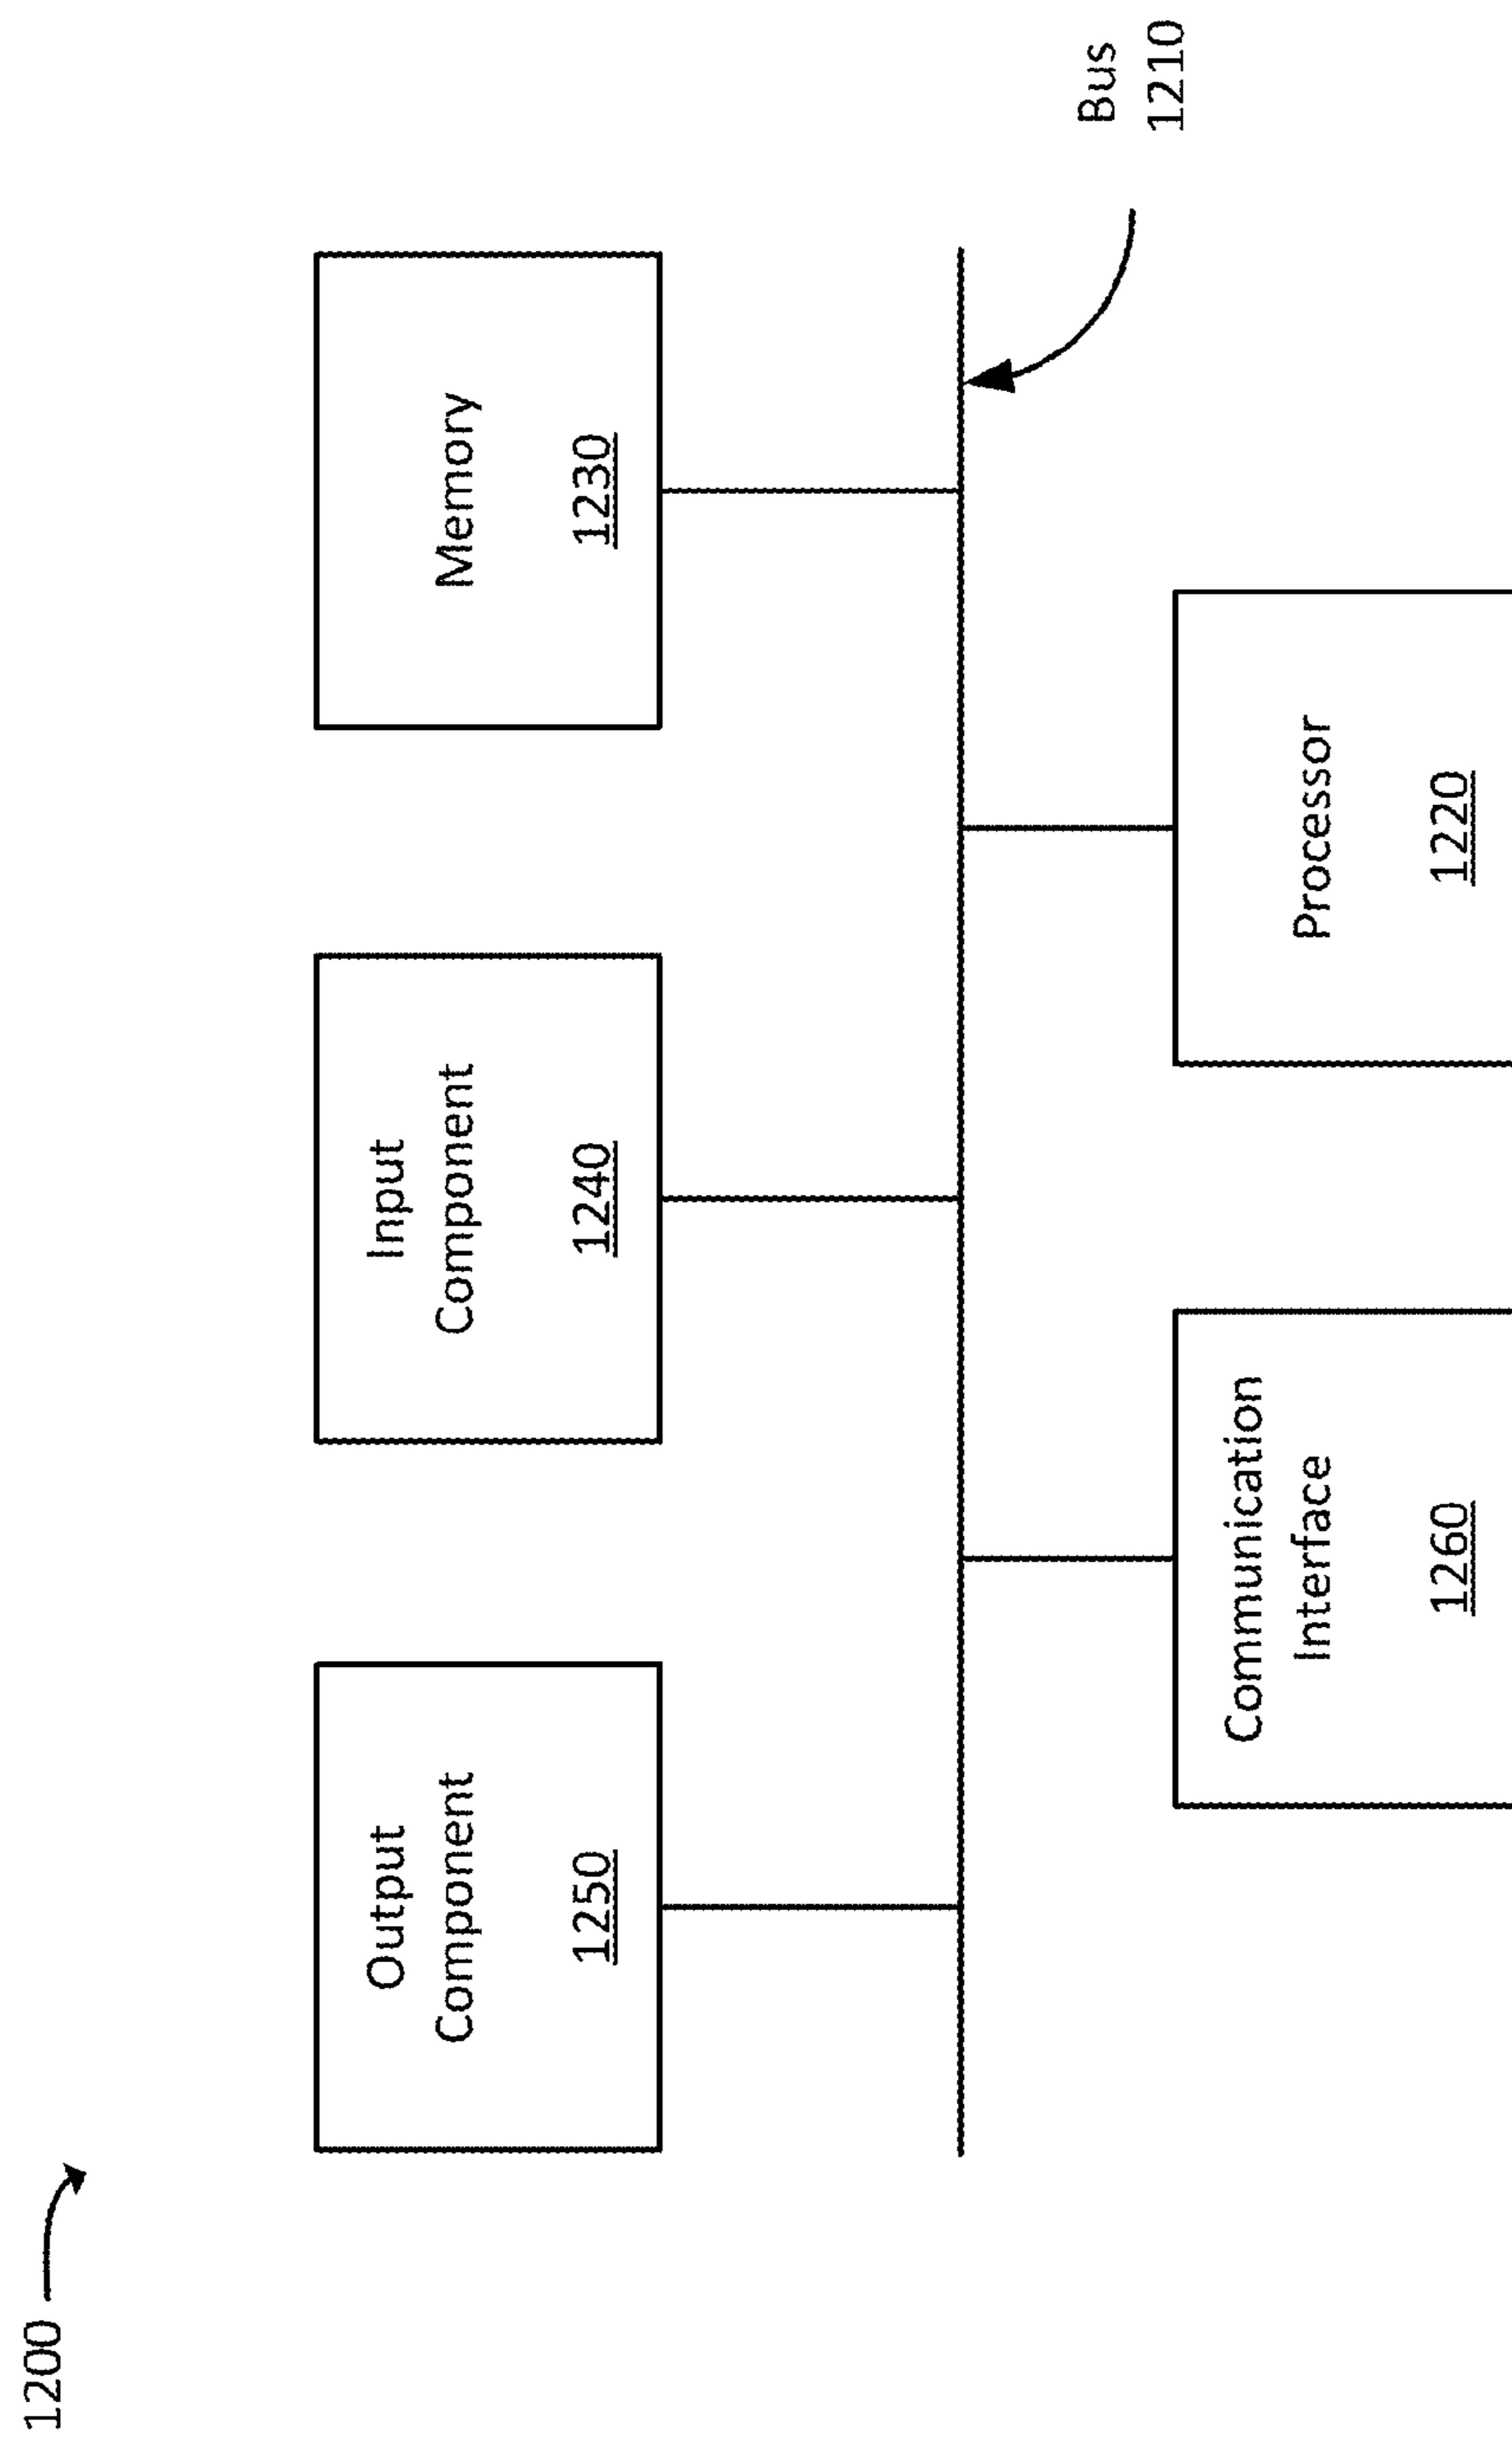 1200
Output
Component
1250
Input
Component
1240
Memory
1230
Bus
1210
Communication
Interface
1260
Processor
1220